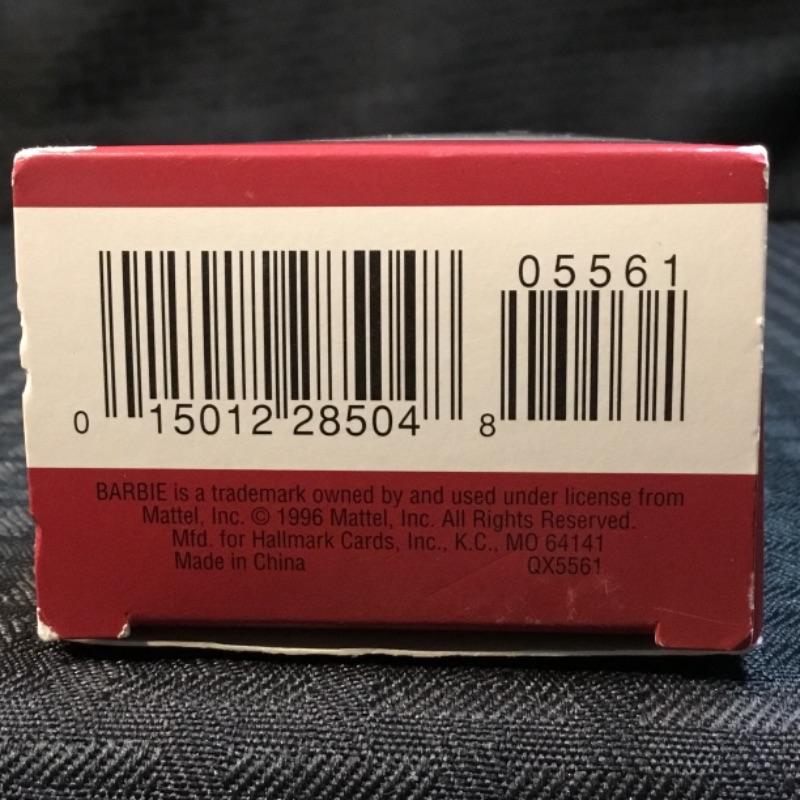 05561
0 15012 28504 8
BARBIE is a trademark owned by and used under license from
Mattel, Inc. © 1996 Mattel, Inc. All Rights Reserved.
Mfd. for Hallmark Cards, Inc., K.C., MO 64141
Made in China QX5561